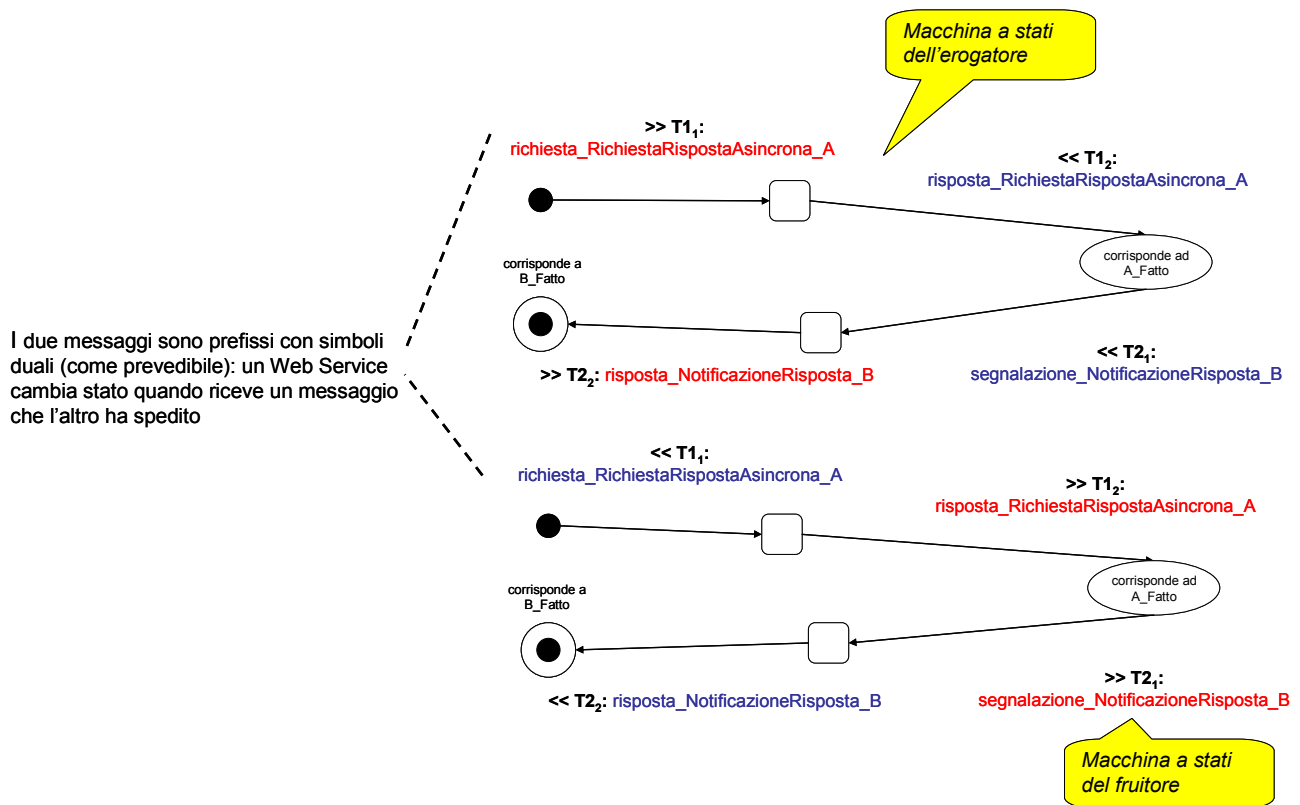 Macchina a stati
dell'erogatore
>> T1₁:
richiesta_RichiestaRispostaAsincrona_A
<< T1₂:
risposta_RichiestaRispostaAsincrona_A
corrisponde a
B_Fatto
corrisponde ad
A_Fatto
>> T2₂: risposta_NotificazioneRisposta_B
<< T2₁:
segnalazione_NotificazioneRisposta_B
I due messaggi sono prefissi con simboli
duali (come prevedibile): un Web Service
cambia stato quando riceve un messaggio
che l'altro ha spedito
<< T1₁:
richiesta_RichiestaRispostaAsincrona_A
>> T1₂:
risposta_RichiestaRispostaAsincrona_A
corrisponde a
B_Fatto
corrisponde ad
A_Fatto
<< T2₂: risposta_NotificazioneRisposta_B
>> T2₁:
segnalazione_NotificazioneRisposta_B
Macchina a stati
del fruitore